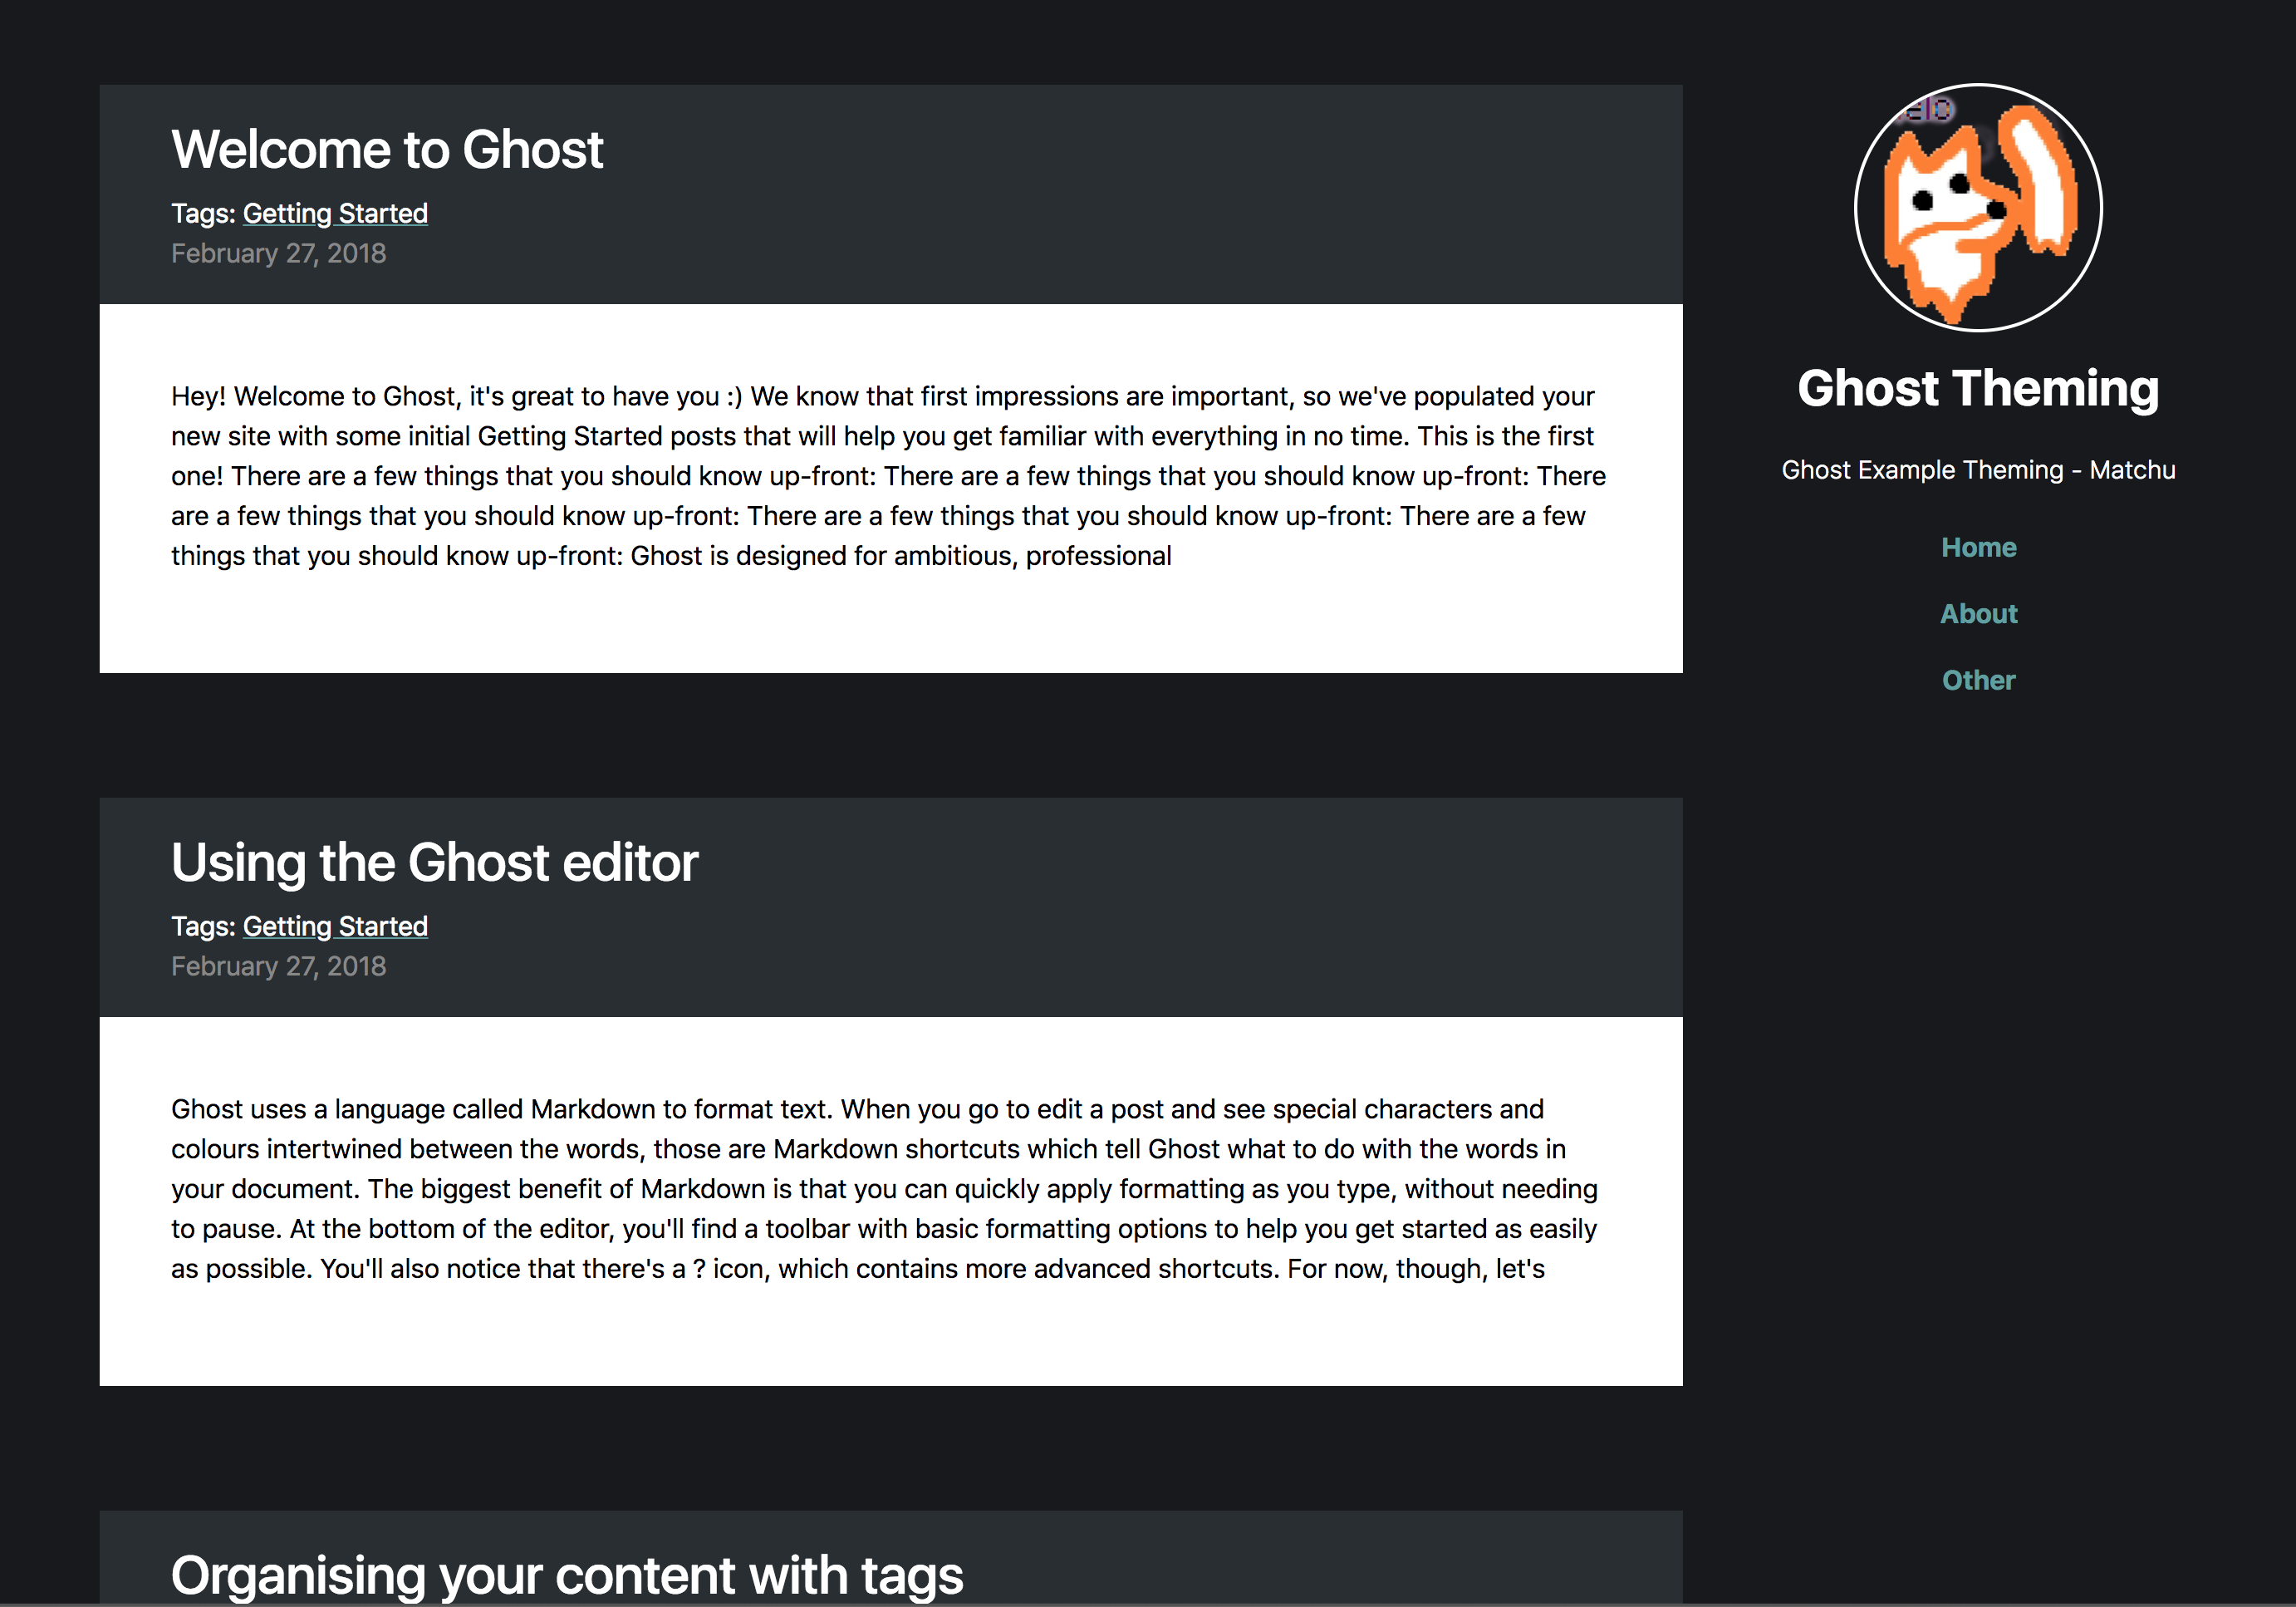 Welcome to Ghost
Tags: Getting Started
February 27, 2018
Hey! Welcome to Ghost, it's great to have you :) We know that first impressions are important, so we've populated your
new site with some initial Getting Started posts that will help you get familiar with everything in no time. This is the first
one! There are a few things that you should know up-front: There are a few things that you should know up-front: There
are a few things that you should know up-front: There are a few things that you should know up-front: There are a few
things that you should know up-front: Ghost is designed for ambitious, professional
Using the Ghost editor
Tags: Getting Started
February 27, 2018
Ghost uses a language called Markdown to format text. When you go to edit a post and see special characters and
colours intertwined between the words, those are Markdown shortcuts which tell Ghost what to do with the words in
your document. The biggest benefit of Markdown is that you can quickly apply formatting as you type, without needing
to pause. At the bottom of the editor, you'll find a toolbar with basic formatting options to help you get started as easily
as possible. You'll also notice that there's a ? icon, which contains more advanced shortcuts. For now, though, let's
Organising your content with tags
Ghost Theming
Ghost Example Theming - Matchu
Home
About
Other